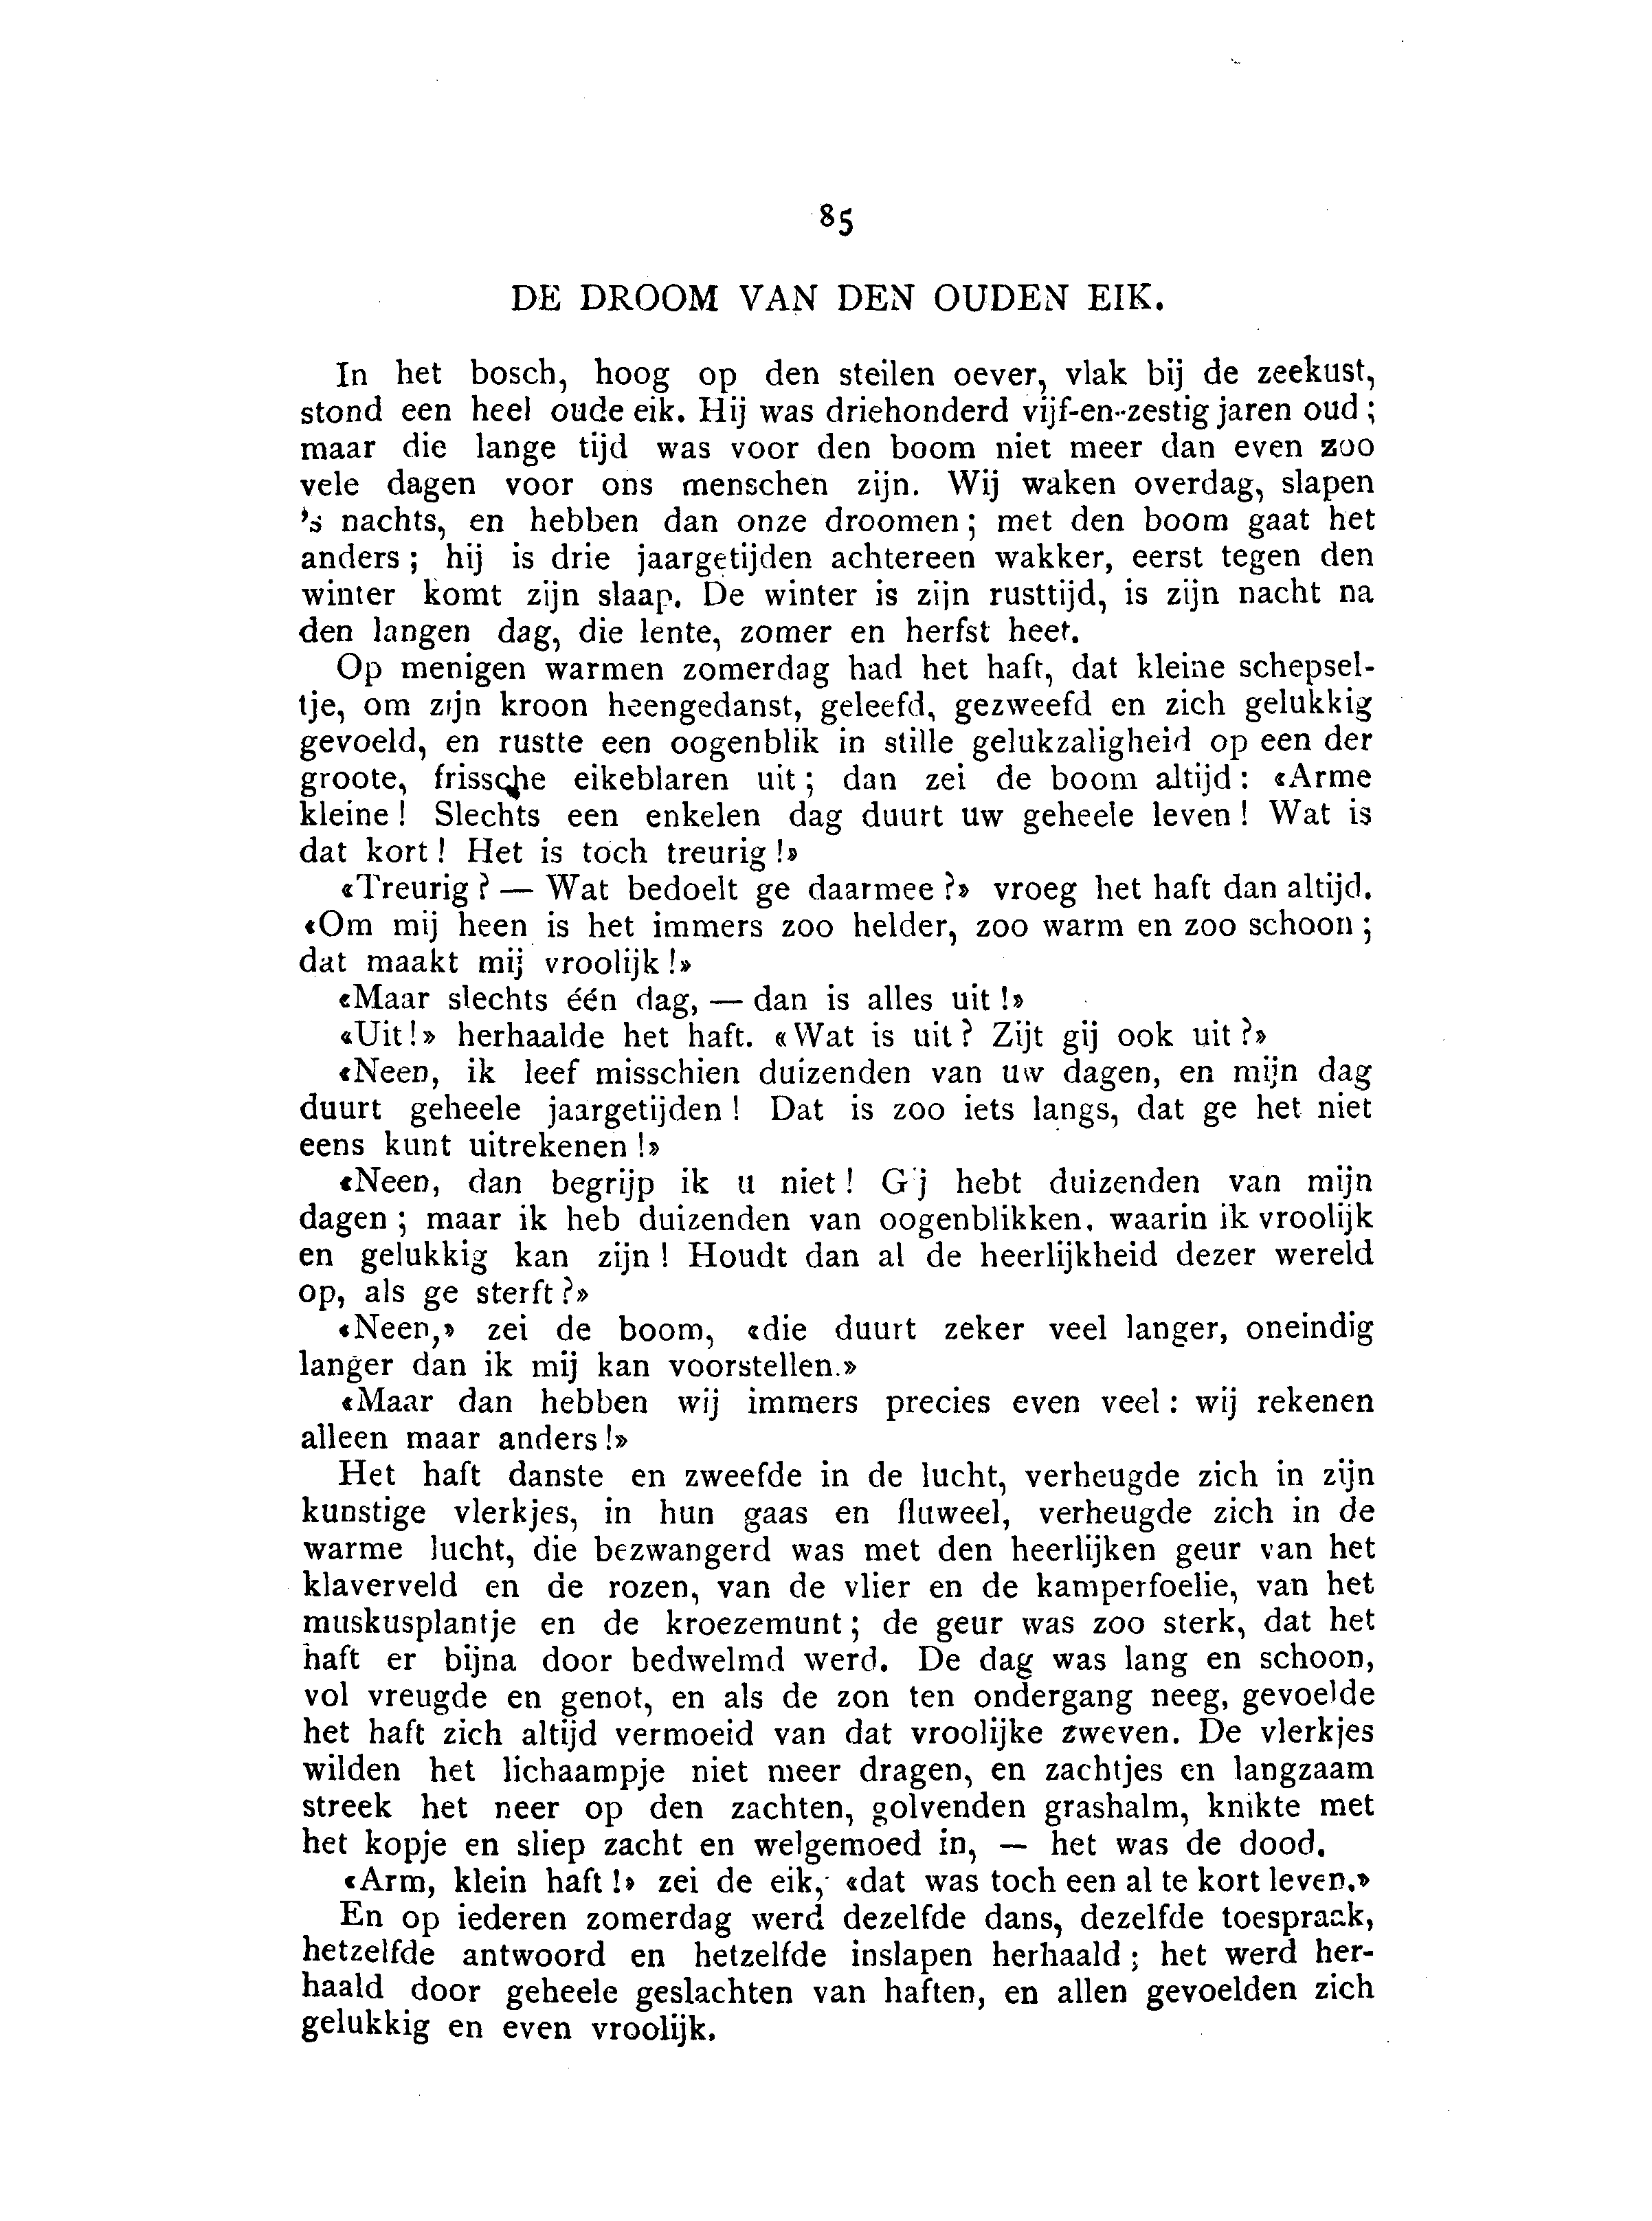 85
DE DROOM VAN DEN OUDEN EIK.
In het bosch, hoog op den steilen oever, vlak bij de zeekust,
stond een heel oude eik. Hij was driehonderd vijf-en-zestig jaren oud ;
maar die lange tijd was voor den boom niet meer dan even zoo
vele dagen voor ons menschen zijn. Wij waken overdag, slapen
's nachts, en hebben dan onze droomen ; met den boom gaat het
anders ; hij is drie jaargetijden achtereen wakker, eerst tegen den
winter komt zijn slaap. De winter is zijn rusttijd, is zijn nacht na
den langen dag, die lente, zomer en herfst heet.
Op menigen warmen zomerdag had het haft, dat kleine schepsel-
tje, om zijn kroon heengedanst, geleefd, gezweefd en zich gelukkig
gevoeld, en rustte een oogenblik in stille gelukzaligheid op een der
groote, frissche eikeblaren uit ; dan zei de boom altijd : «Arme
kleine ! Slechts een enkelen dag duurt uw geheele leven ! Wat is
dat kort ! Het is toch treurig !»
«Treurig ? — Wat bedoelt ge daarmee ?» vroeg het haft dan altijd.
«Om mij heen is het immers zoo helder, zoo warm en zoo schoon ;
dat maakt mij vroolijk !»
«Maar slechts één dag, — dan is alles uit !»
«Uit !» herhaalde het haft. «Wat is uit ? Zijt gij ook uit ?»
«Neen, ik leef misschien duizenden van uw dagen, en mijn dag
duurt geheele jaargetijden ! Dat is zoo iets langs, dat ge het niet
eens kunt uitrekenen !»
«Neen, dan begrijp ik u niet ! Gij hebt duizenden van mijn
dagen ; maar ik heb duizenden van oogenblikken, waarin ik vroolijk
en gelukkig kan zijn ! Houdt dan al de heerlijkheid dezer wereld
op, als ge sterft ?»
«Neen,» zei de boom, «die duurt zeker veel langer, oneindig
langer dan ik mij kan voorstellen.»
«Maar dan hebben wij immers precies even veel : wij rekenen
alleen maar anders !»
Het haft danste en zweefde in de lucht, verheugde zich in zijn
kunstige vlerkjes, in hun gaas en fluweel, verheugde zich in de
warme lucht, die bezwangerd was met den heerlijken geur van het
klaverveld en de rozen, van de vlier en de kamperfoelie, van het
muskusplantje en de kroezemunt ; de geur was zoo sterk, dat het
haft er bijna door bedwelmd werd. De dag was lang en schoon,
vol vreugde en genot, en als de zon ten ondergang neeg, gevoelde
het haft zich altijd vermoeid van dat vroolijke zweven. De vlerkjes
wilden het lichaampje niet meer dragen, en zachtjes en langzaam
streek het neer op den zachten, golvenden grashalm, knikte met
het kopje en sliep zacht en welgemoed in, — het was de dood.
«Arm, klein haft !» zei de eik, «dat was toch een al te kort leven.»
En op iederen zomerdag werd dezelfde dans, dezelfde toespraak,
hetzelfde antwoord en hetzelfde inslapen herhaald ; het werd her-
haald door geheele geslachten van haften, en allen gevoelden zich
gelukkig en even vroolijk.